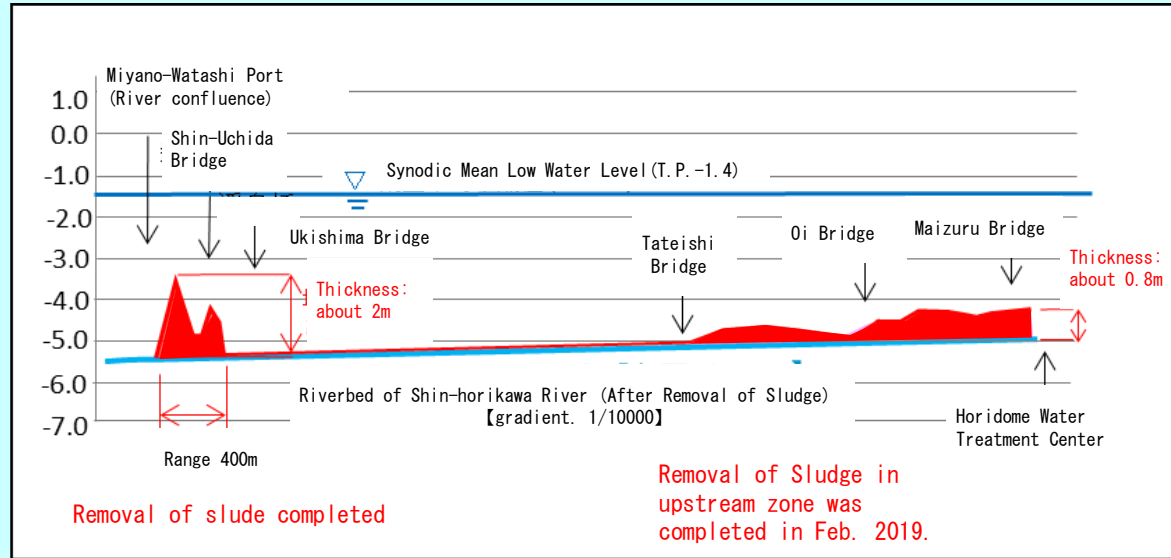 Miyano-Watashi Port
(River confluence)
1.0
0.0
-1.0
-2.0
-3.0
-4.0
-5.0
-6.0
-7.0
Shin-Uchida
Bridge
Synodic Mean Low Water Level(T.P.-1.4)
Ukishima Bridge
Tateishi
Bridge
Oi Bridge
Maizuru Bridge
Thickness:
about 2m
Thickness:
about 0.8m
Riverbed of Shin-horikawa River (After Removal of Sludge)
【gradient. 1/10000】
Range 400m
Horidome Water
Treatment Center
Removal of slude completed
Removal of Sludge in
upstream zone was
completed in Feb. 2019.